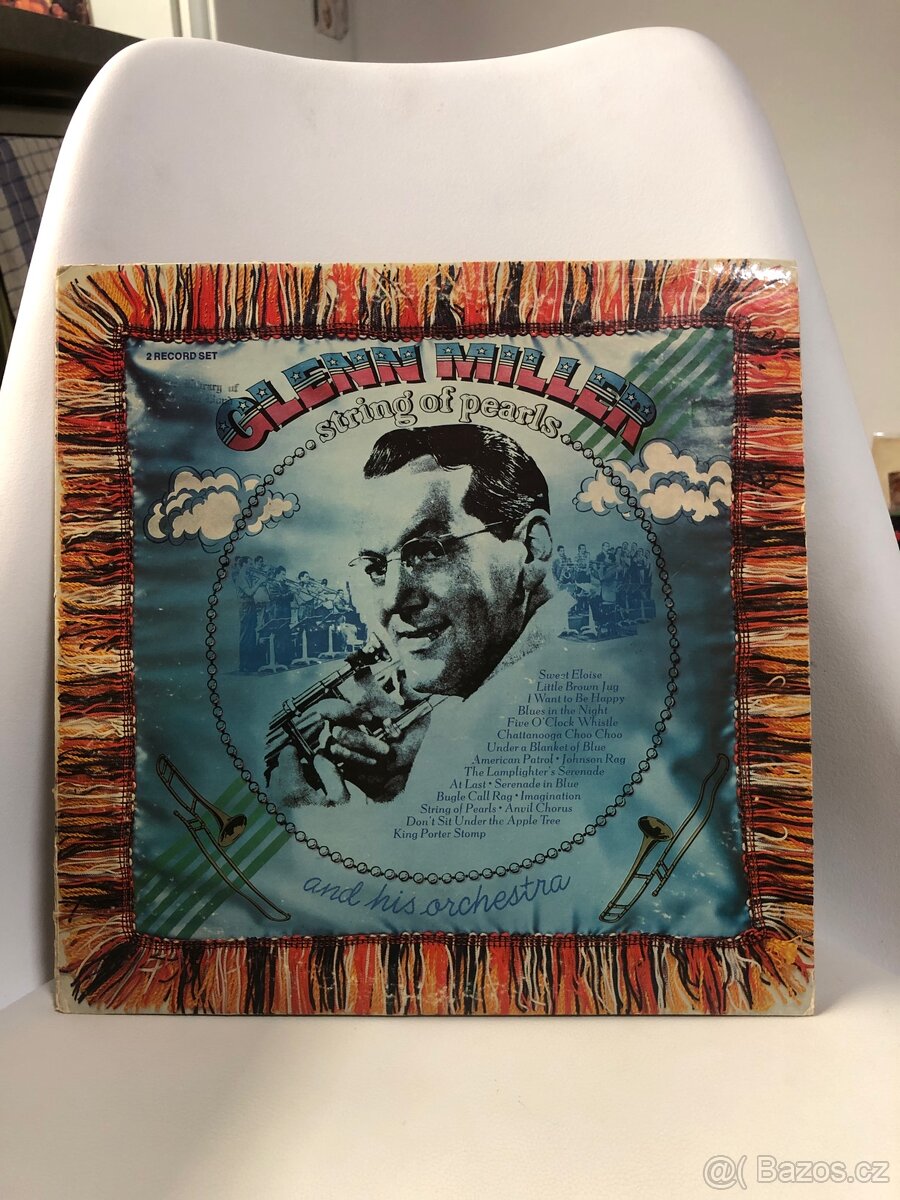 2 RECORD SET
GLENN MILLER
string of pearls
Sweet Eloise
Little Brown Jug
I Want to Be Happy
Blues in the Night
Five O'Clock Whistle
Chattanooga Choo Choo
Under a Blanket of Blue
American Patrol • Johnson Rag
The Lamplighter's Serenade
At Last • Serenade in Blue
Bugle Call Rag • Imagination
String of Pearls • Anvil Chorus
Don't Sit Under the Apple Tree
King Porter Stomp
and his orchestra
@( Bazos.cz